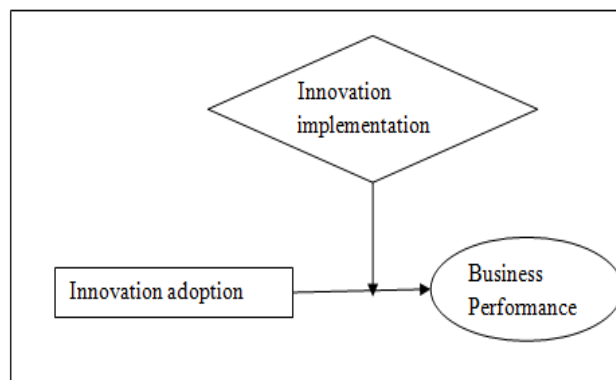 Innovation
implementation
Innovation adoption
Business
Performance